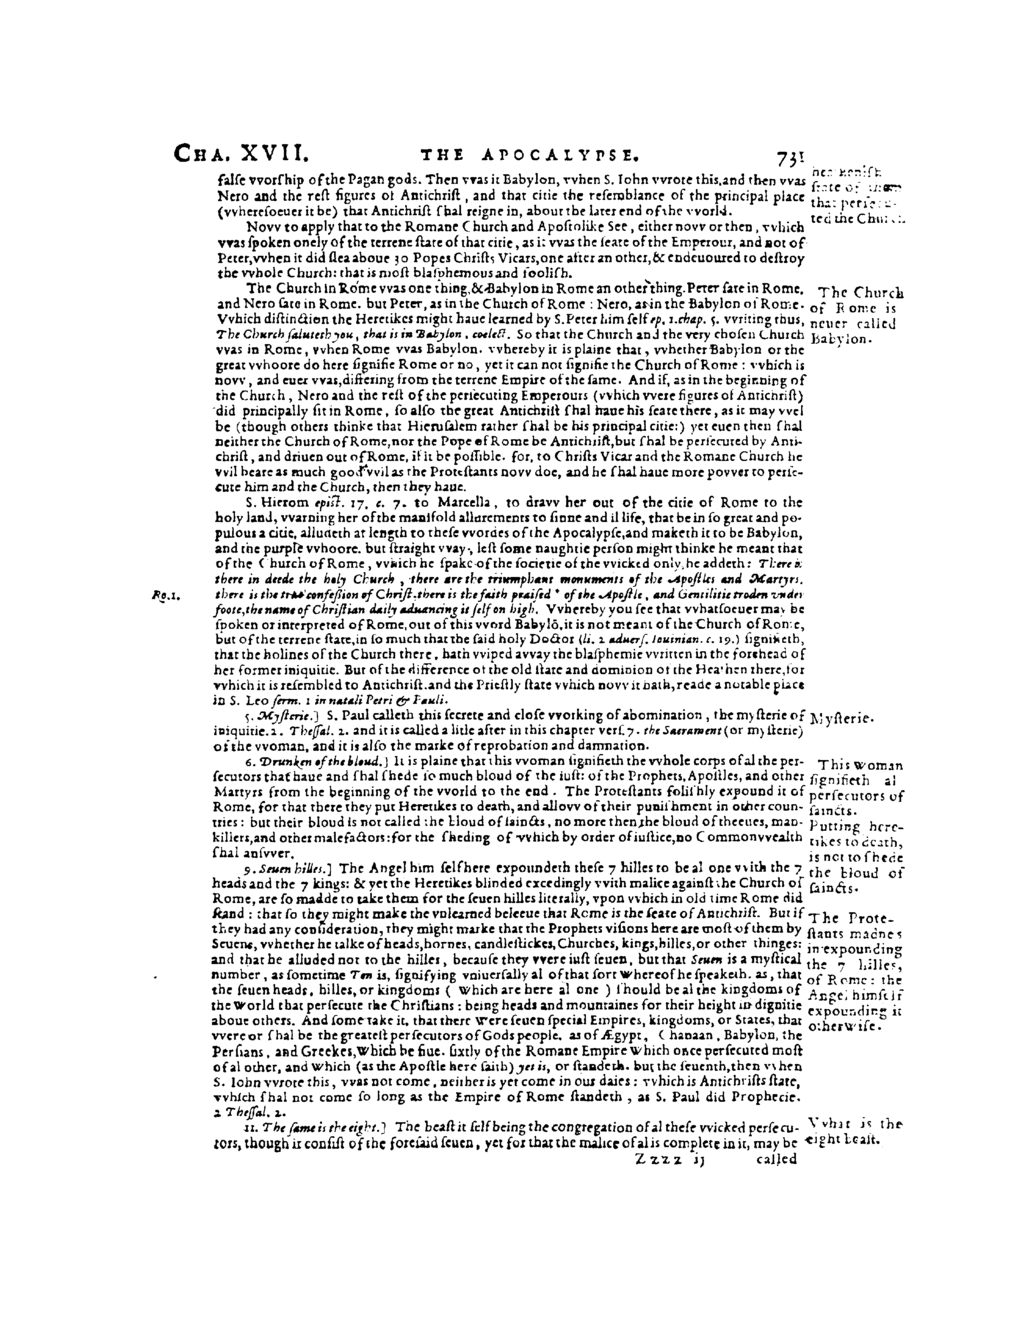 CHA. XVII. THE APOCALYPSE. 731
falſe vvorſhip of the Pagan gods. Then vvas it Babylon, vvhen S. Iohn vvrote this, and then vvas
Nero and the reſt figures of Antichriſt, and that citie the reſemblance of the principal place
(vvhereſoeuer it be) that Antichriſt ſhal reigne in, about the later end of the vvorld.
Novv to apply that to the Romane Church and Apoſtolike See, either novv or then, vvhich
vvas ſpoken onely of the terrene ſtate of that citie, as it vvas the ſeate of the Emperour, and not of
Peter, vvhen it did ſlea aboue 30 Popes Chriſts Vicars, one after an other, & endeuoured to deſtroy
the vvhole Church: that is moſt blaſphemous and fooliſh.
The Church in Rome vvas one thing, & Babylon in Rome an other thing. Peter ſate in Rome,
and Nero ſate in Rome. but Peter, as in the Church of Rome: Nero, as in the Babylon of Rome.
Vvhich diſtinction the Heretikes might haue learned by S. Peter him ſelf ep. 1. chap. 5. vvriting thus,
The Church ſaluteth you, that is in Babylon, coelect. So that the Church and the very choſen Church
vvas in Rome, vvhen Rome vvas Babylon. vvhereby it is plaine that, vvhether Babylon or the
great vvhoore do here ſignifie Rome or no, yet it can not ſignifie the Church of Rome: vvhich is
novv, and euer vvas, differing from the terrene Empire of the ſame. And if, as in the beginning of
the Church, Nero and the reſt of the perſecuting Emperours (vvhich vvere figures of Antichriſt)
did principally ſit in Rome, ſo alſo the great Antichriſt ſhal haue his ſeate there, as it may vvel
be (though others thinke that Hieruſalem rather ſhal be his principal citie:) yet euen then ſhal
neither the Church of Rome, nor the Pope of Rome be Antichriſt, but ſhal be perſecuted by Anti-
chriſt, and driuen out of Rome, if it be poſſible. for, to Chriſts Vicar and the Romane Church he
vvil beare as much good vvil as the Proteſtants novv doe, and he ſhal haue more povver to perſe-
cute him and the Church, then they haue.
S. Hierom epiſt. 17. c. 7. to Marcella, to dravv her out of the citie of Rome to the
holy land, vvarning her of the manifold allurements to ſinne and il life, that be in ſo great and po-
pulous a citie, alludeth at length to theſe vvordes of the Apocalypſe, and maketh it to be Babylon,
and the purple vvhoore. but ſtraight vvay, leſt ſome naughtie perſon might thinke he meant that
of the Church of Rome, vvhich he ſpake of the ſocietie of the vvicked only, he addeth: There is
there in deede the holy Church, there are the triumphant monuments of the Apoſtles and Martyrs,
there is the true confeſſion of Chriſt, there is the faith praiſed * of the Apoſtle, and Gentilitie troden vnder
foote, the name of Chriſtian daily aduancing it ſelf on high. Vvhereby you ſee that vvhatſoeuer may be
ſpoken or interpreted of Rome, out of this vvord Babylō, it is not meant of the Church of Rome,
but of the terrene ſtate, in ſo much that the ſaid holy Doctor (li. 2 aduerſ. Iouinian. c. 19.) ſignifieth,
that the holines of the Church there, hath vviped avvay the blaſphemie vvritten in the forehead of
her former iniquitie. But of the difference of the old ſtate and dominion of the Heathen there, for
vvhich it is reſembled to Antichriſt. and the Prieſtly ſtate vvhich novv it hath, reade a notable place
in S. Leo ſerm. 1 in natali Petri & Pauli.
5. Myſterie.] S. Paul calleth this ſecrete and cloſe vvorking of abomination, the myſterie of
iniquitie. 2. Theſſal. 2. and it is called a litle after in this chapter verſ. 7. the Sacrament (or myſterie)
of the vvoman, and it is alſo the marke of reprobation and damnation.
6. Drunken of the bloud.] It is plaine that this vvoman ſignifieth the vvhole corps of al the per-
ſecutors that haue and ſhal ſhede ſo much bloud of the iuſt: of the Prophets, Apoſtles, and other
Martyrs from the beginning of the vvorld to the end. The Proteſtants folishly expound it of
Rome, for that there they put Heretikes to death, and allovv of their puniſhment in other coun-
tries: but their bloud is not called the bloud of ſaincts, no more then the bloud of theeues, man-
killers, and other malefactors: for the ſheding of vvhich by order of iuſtice, no Commonvvealth
ſhal anſvver.
9. Seuen hilles.] The Angel him ſelf here expoundeth theſe 7 hilles to be al one vvith the 7
heads and the 7 kings: & yet the Heretikes blinded excedingly vvith malice againſt the Church of
Rome, are ſo madde to take them for the ſeuen hilles literally, vpon vvhich in old time Rome did
ſtand: that ſo they might make the vnlearned beleeue that Rome is the ſeate of Antichriſt. But if
they had any conſideration, they might marke that the Prophets viſions here are moſt of them by
Seuens, vvhether he talke of heads, hornes, candleſtickes, Churches, kings, hilles, or other thinges:
and that he alluded not to the hilles, becauſe they vvere iuſt ſeuen, but that Seuen is a myſtical
number, as ſometime Ten is, ſignifying vniuerſally al of that ſort whereof he ſpeaketh. as, that
the ſeuen heads, hilles, or kingdoms (which are here al one) ſhould be al the kingdoms of
the world that perſecute the Chriſtians: being heads and mountaines for their height in dignitie
aboue others. And ſome take it, that there were ſeuen ſpecial Empires, kingdoms, or States, that
vvere or ſhal be the greateſt perſecutors of Gods people. as of Ægypt, Chanaan, Babylon, the
Perſians, and Greekes, which be fiue. ſixtly of the Romane Empire which once perſecuted moſt
of al other, and which (as the Apoſtle here ſaith) yet is, or ſtandeth. but the ſeuenth, then vvhen
S. Iohn vvrote this, vvas not come, neither is yet come in our daies: vvhich is Antichriſts ſtate,
vvhich ſhal not come ſo long as the Empire of Rome ſtandeth, as S. Paul did Prophecie.
2 Theſſal. 2.
11. The ſame is the eight.] The beaſt it ſelf being the congregation of al theſe vvicked perſecu-
tors, though it conſiſt of the foreſaid ſeuen, yet for that the malice of al is complete in it, may be
Zzzz ij called
Ro. 1.
ted the Church.
The Church
of Rome is
neuer called
Babylon.
Myſterie.
This woman
ſignifieth al
perſecutors of
ſaincts.
Putting here-
tikes to death,
is not to ſhede
the bloud of
ſaincts.
The Prote-
ſtants madnes
in expounding
the 7 hilles,
of Rome: the
Angel himſelf
expounding it
otherwiſe.
Vvhat is the
eight beaſt.